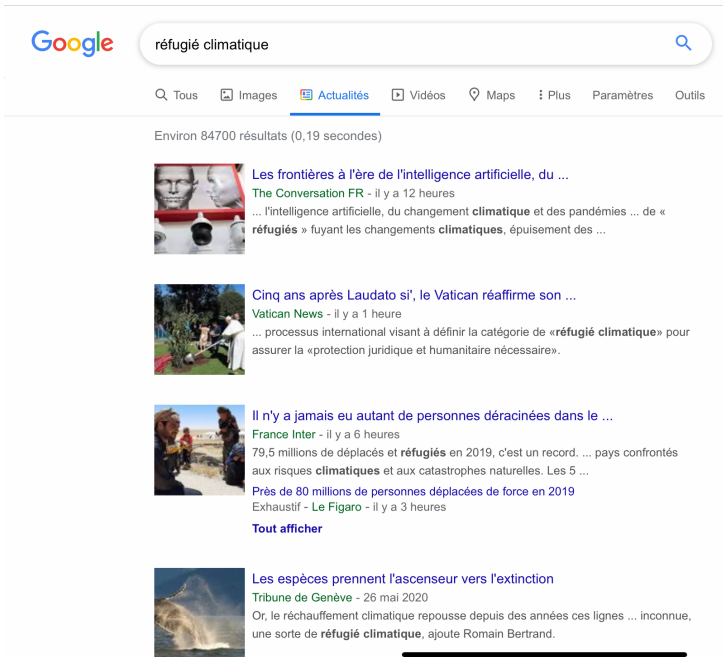 Google
réfugié climatique
Tous Images Actualités Vidéos Maps Plus Paramètres Outils
Environ 84700 résultats (0,19 secondes)
Les frontières à l'ère de l'intelligence artificielle, du ...
The Conversation FR - il y a 12 heures
... l'intelligence artificielle, du changement climatique et des pandémies ... de «
réfugiés » fuyant les changements climatiques, épuisement des ...
Cinq ans après Laudato si', le Vatican réaffirme son ...
Vatican News - il y a 1 heure
... processus international visant à définir la catégorie de «réfugié climatique» pour
assurer la «protection juridique et humanitaire nécessaire».
Il n'y a jamais eu autant de personnes déracinées dans le ...
France Inter - il y a 6 heures
79,5 millions de déplacés et réfugiés en 2019, c'est un record. ... pays confrontés
aux risques climatiques et aux catastrophes naturelles. Les 5 ...
Près de 80 millions de personnes déplacées de force en 2019
Exhaustif - Le Figaro - il y a 3 heures
Tout afficher
Les espèces prennent l'ascenseur vers l'extinction
Tribune de Genève - 26 mai 2020
Or, le réchauffement climatique repousse depuis des années ces lignes ... inconnue,
une sorte de réfugié climatique, ajoute Romain Bertrand.